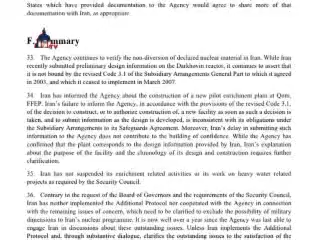 States which have provided documentation to the Agency would agree to share more of that
documentation with Iran, as appropriate.
F. Summary
33. The Agency continues to verify the non-diversion of declared nuclear material in Iran. While Iran
recently submitted preliminary design information on the Darkhovin reactor, it continues to assert that
it is not bound by the revised Code 3.1 of the Subsidiary Arrangements General Part to which it agreed
in 2003, and which it ceased to implement in March 2007.
34. Iran has informed the Agency about the construction of a new pilot enrichment plant at Qom,
FFEP. Iran's failure to inform the Agency, in accordance with the provisions of the revised Code 3.1,
of the decision to construct, or to authorize construction of, a new facility as soon as such a decision is
taken, and to submit information as the design is developed, is inconsistent with its obligations under
the Subsidiary Arrangements to its Safeguards Agreement. Moreover, Iran's delay in submitting such
information to the Agency does not contribute to the building of confidence. While the Agency has
confirmed that the plant corresponds to the design information provided by Iran, Iran's explanation
about the purpose of the facility and the chronology of its design and construction requires further
clarification.
35. Iran has not suspended its enrichment related activities or its work on heavy water related
projects as required by the Security Council.
36. Contrary to the request of the Board of Governors and the requirements of the Security Council,
Iran has neither implemented the Additional Protocol nor cooperated with the Agency in connection
with the remaining issues of concern, which need to be clarified to exclude the possibility of military
dimensions to Iran's nuclear programme. It is now well over a year since the Agency was last able to
engage Iran in discussions about these outstanding issues. Unless Iran implements the Additional
Protocol and, through substantive dialogue, clarifies the outstanding issues to the satisfaction of the